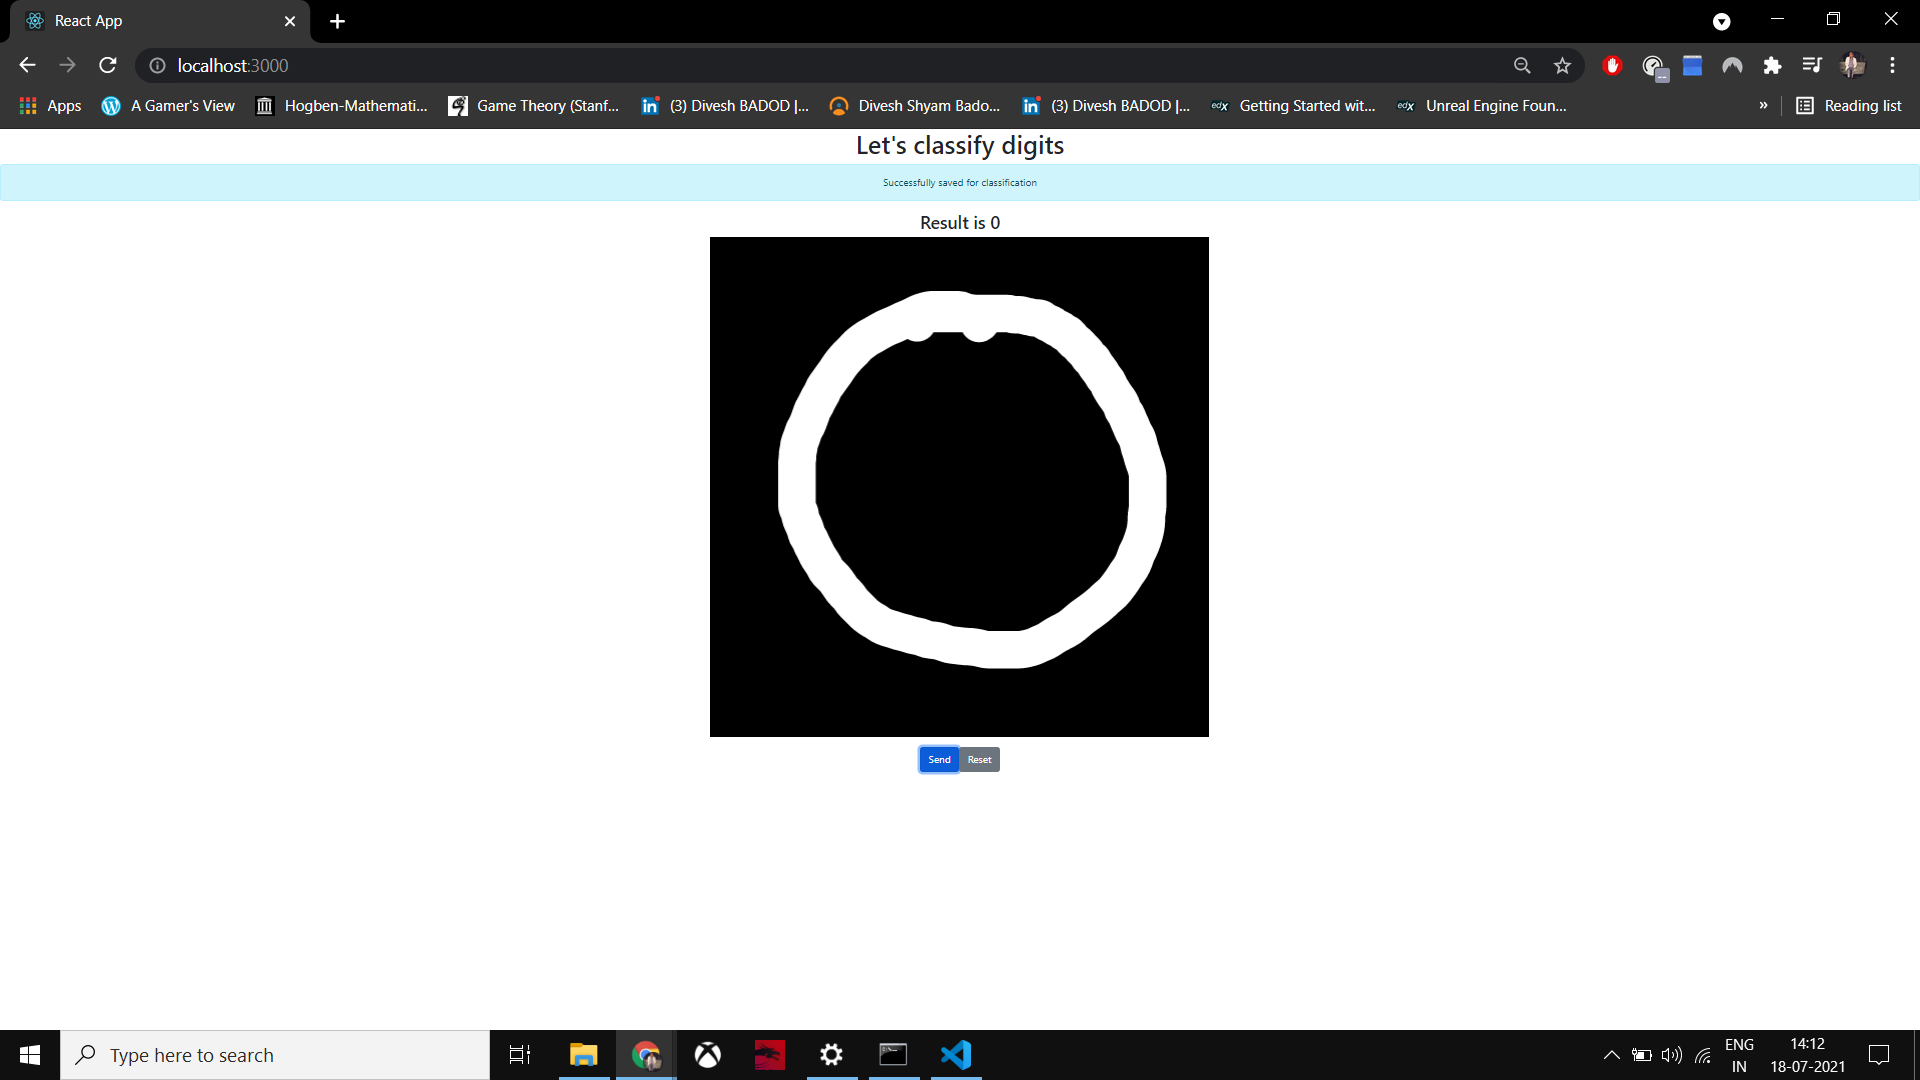 React App
localhost:3000
Apps A Gamer's View Hogben-Mathemati... Game Theory (Stanf... (3) Divesh BADOD |... Divesh Shyam Bado... (3) Divesh BADOD |... edX Getting Started wit... edX Unreal Engine Foun... » Reading list
Let's classify digits
Successfully saved for classification
Result is 0
Send Reset
Type here to search
ENG 14:12
IN 18-07-2021